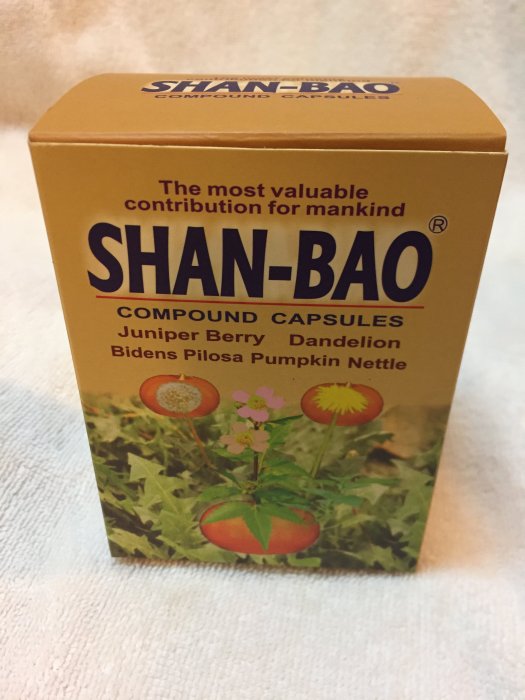 SHAN-BAO
COMPOUND CAPSULES
The most valuable
contribution for mankind
SHAN-BAO®
COMPOUND CAPSULES
Juniper Berry Dandelion
Bidens Pilosa Pumpkin Nettle